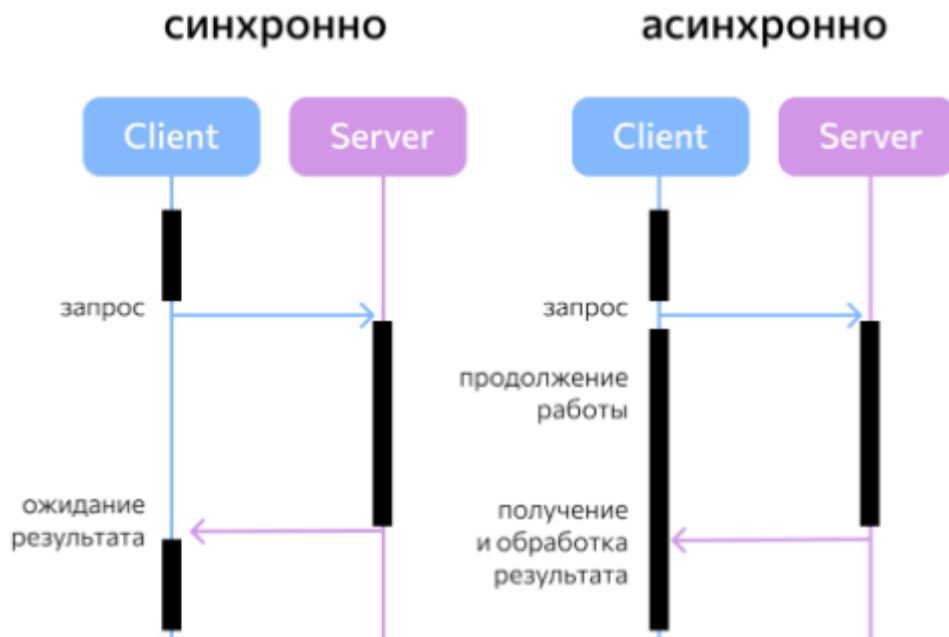 синхронно
Client
Server
запрос
ожидание
результата
асинхронно
Client
Server
запрос
продолжение
работы
получение
и обработка
результата